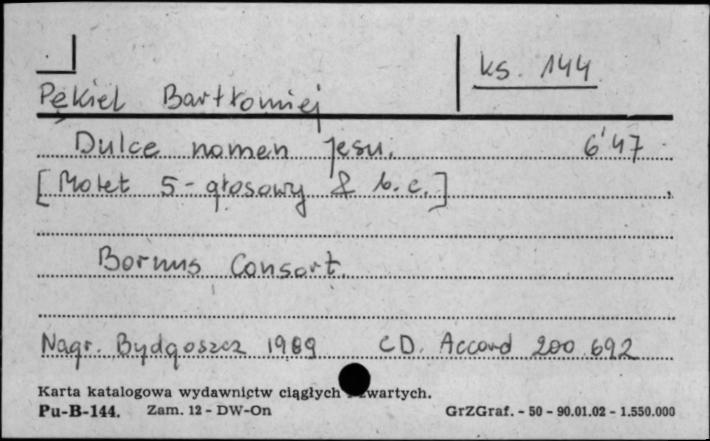 ks. 144
Pękiel Bartłomiej
Dulce nomen Jesu. 6'47
[Motet 5-głosowy & b.c.]
Bornus Consort.
Nagr. Bydgoszcz 1989 CD. Accord 200 692
Karta katalogowa wydawnictw ciągłych zwartych.
Pu-B-144. Zam. 12 - DW-On GrZGraf. - 50 - 90.01.02 - 1.550.000